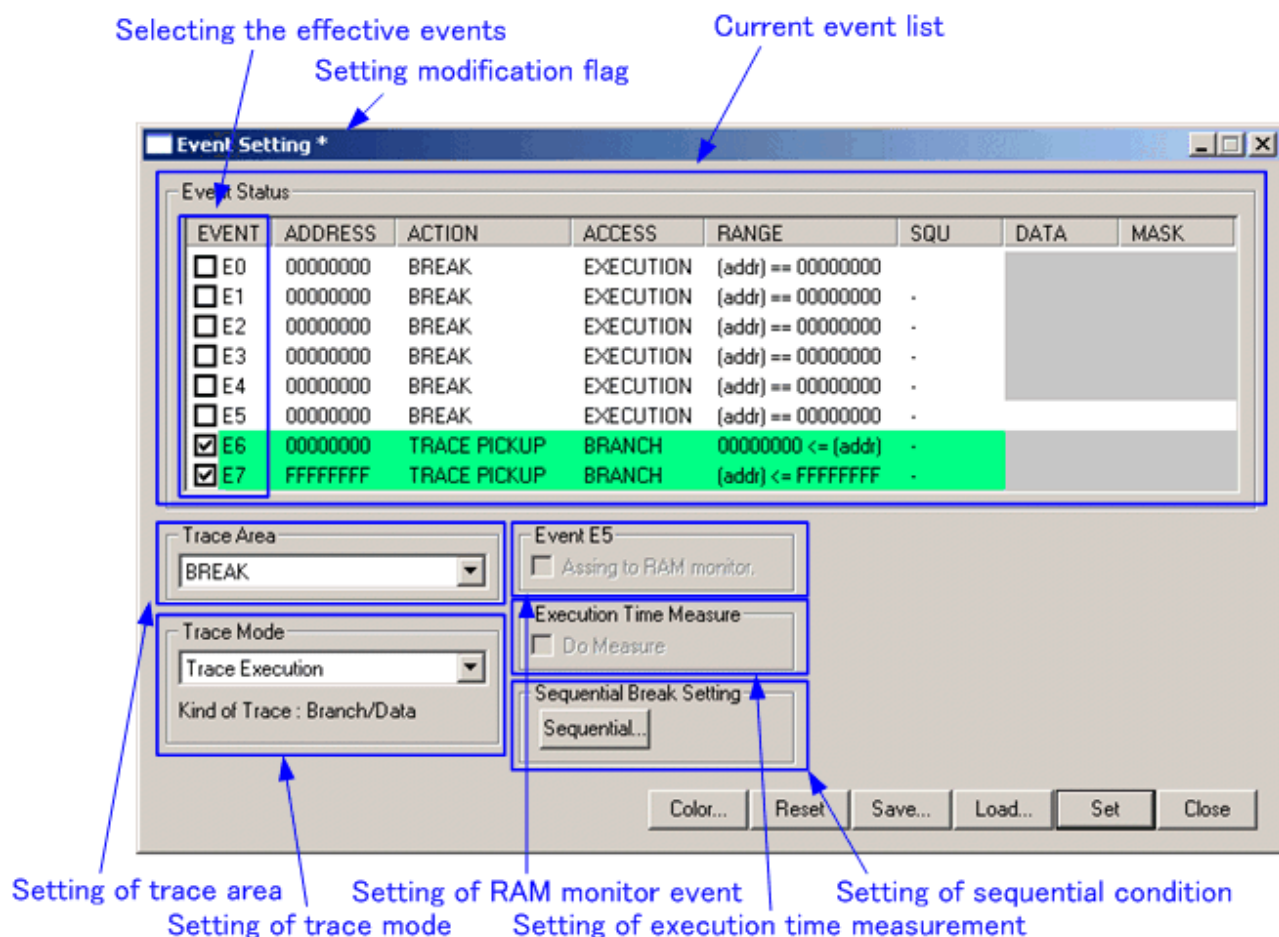 Selecting the effective events
Current event list
Setting modification flag
Event Setting *
Event Status
EVENT ADDRESS ACTION ACCESS RANGE SQU DATA MASK
E0 00000000 BREAK EXECUTION (addr) == 00000000
E1 00000000 BREAK EXECUTION (addr) == 00000000 -
E2 00000000 BREAK EXECUTION (addr) == 00000000 -
E3 00000000 BREAK EXECUTION (addr) == 00000000 -
E4 00000000 BREAK EXECUTION (addr) == 00000000 -
E5 00000000 BREAK EXECUTION (addr) == 00000000 -
E6 00000000 TRACE PICKUP BRANCH 00000000 <= (addr) -
E7 FFFFFFFF TRACE PICKUP BRANCH (addr) <= FFFFFFFF -
Trace Area
BREAK
Event E5
Assing to RAM monitor.
Execution Time Measure
Do Measure
Trace Mode
Trace Execution
Kind of Trace : Branch/Data
Sequential Break Setting
Sequential...
Color... Reset Save... Load... Set Close
Setting of trace area
Setting of RAM monitor event
Setting of sequential condition
Setting of trace mode
Setting of execution time measurement